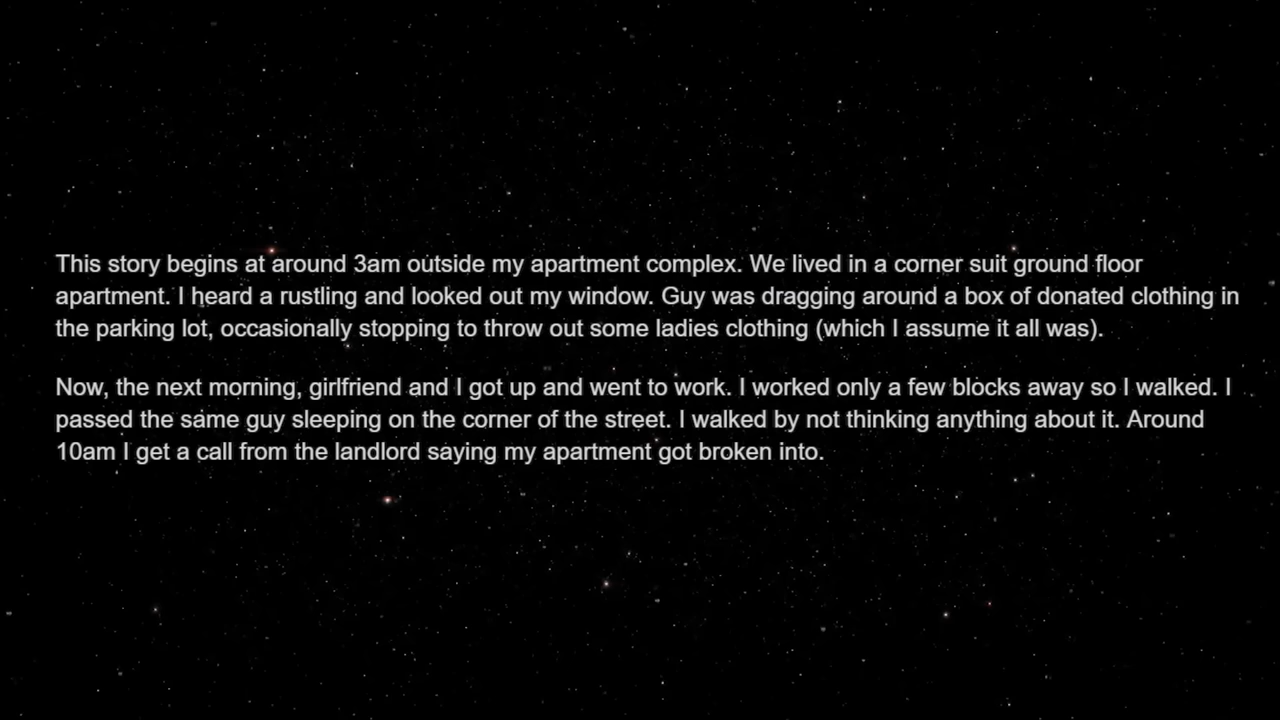 This story begins at around 3am outside my apartment complex. We lived in a corner suit ground floor
apartment. I heard a rustling and looked out my window. Guy was dragging around a box of donated clothing in
the parking lot, occasionally stopping to throw out some ladies clothing (which I assume it all was).
Now, the next morning, girlfriend and I got up and went to work. I worked only a few blocks away so I walked. I
passed the same guy sleeping on the corner of the street. I walked by not thinking anything about it. Around
10am I get a call from the landlord saying my apartment got broken into.